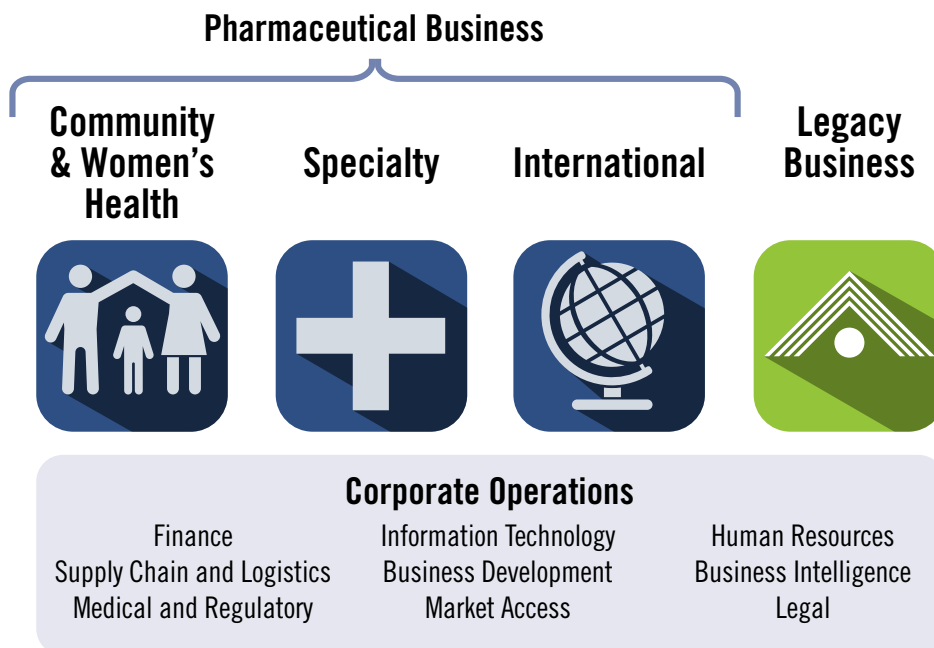 Pharmaceutical Business
Community
& Women's
Health
Specialty
International
Legacy
Business
Corporate Operations
Finance
Supply Chain and Logistics
Medical and Regulatory
Information Technology
Business Development
Market Access
Human Resources
Business Intelligence
Legal